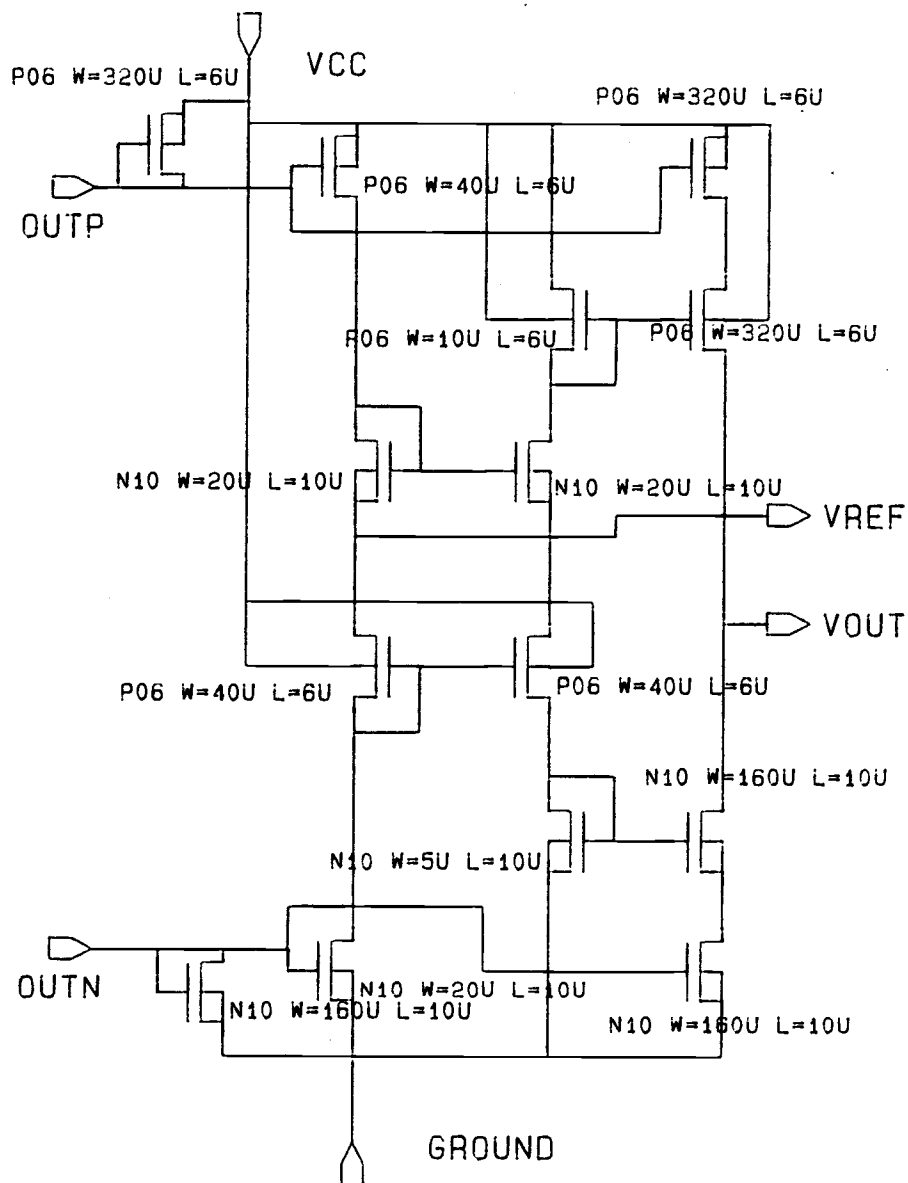 VCC
P06 W=320U L=6U
P06 W=320U L=6U
P06 W=40U L=6U
OUTP
P06 W=10U L=6U
P06 W=320U L=6U
N10 W=20U L=10U
N10 W=20U L=10U
VREF
VOUT
P06 W=40U L=6U
P06 W=40U L=6U
N10 W=160U L=10U
N10 W=5U L=10U
OUTN
N10 W=20U L=10U
N10 W=160U L=10U
N10 W=160U L=10U
GROUND